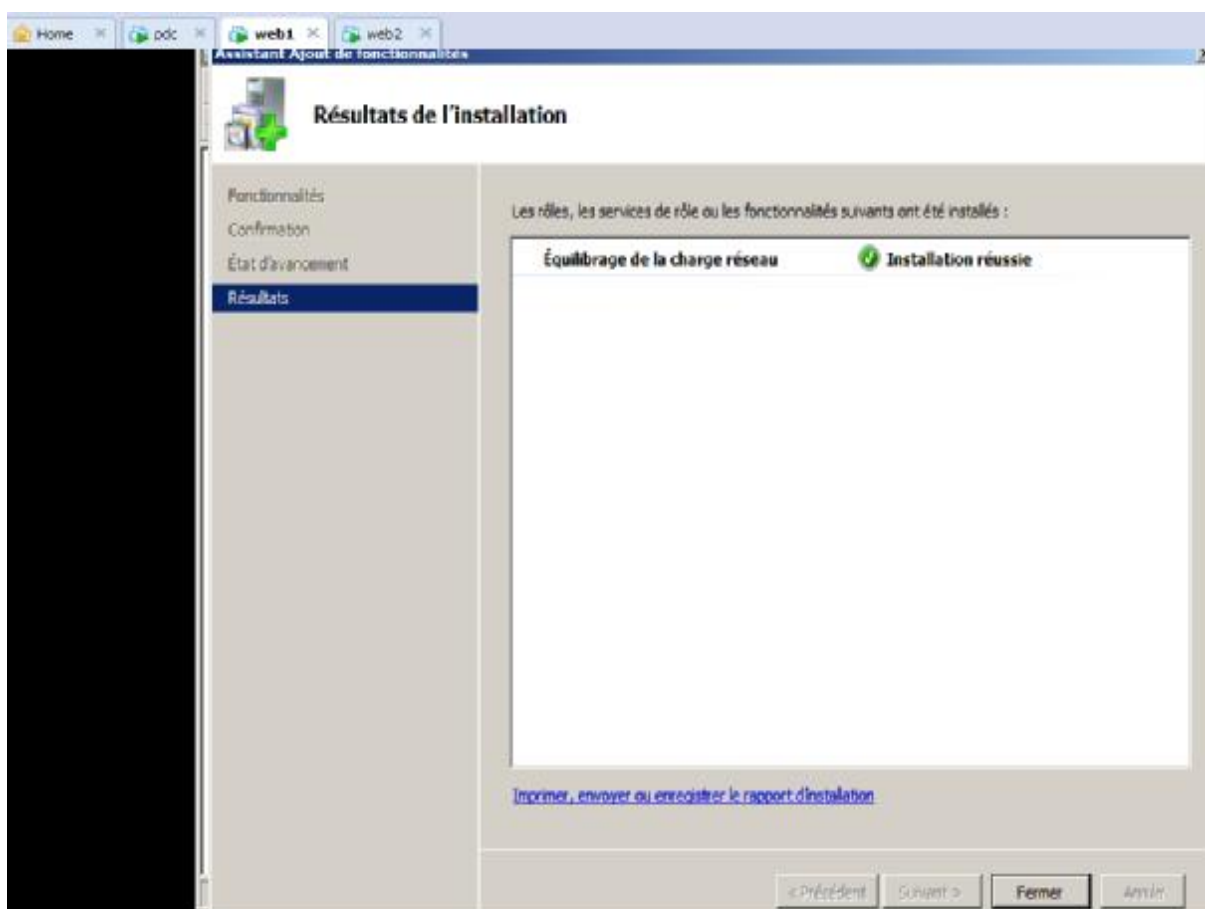 Home pdc web1 web2
Assistant Ajout de fonctionnalités
Résultats de l'installation
Fonctionnalités
Confirmation
État d'avancement
Résultats
Les rôles, les services de rôle ou les fonctionnalités suivants ont été installés :
Équilibrage de la charge réseau Installation réussie
Imprimer, envoyer ou enregistrer le rapport d'installation
< Précédent Suivant > Fermer Annuler